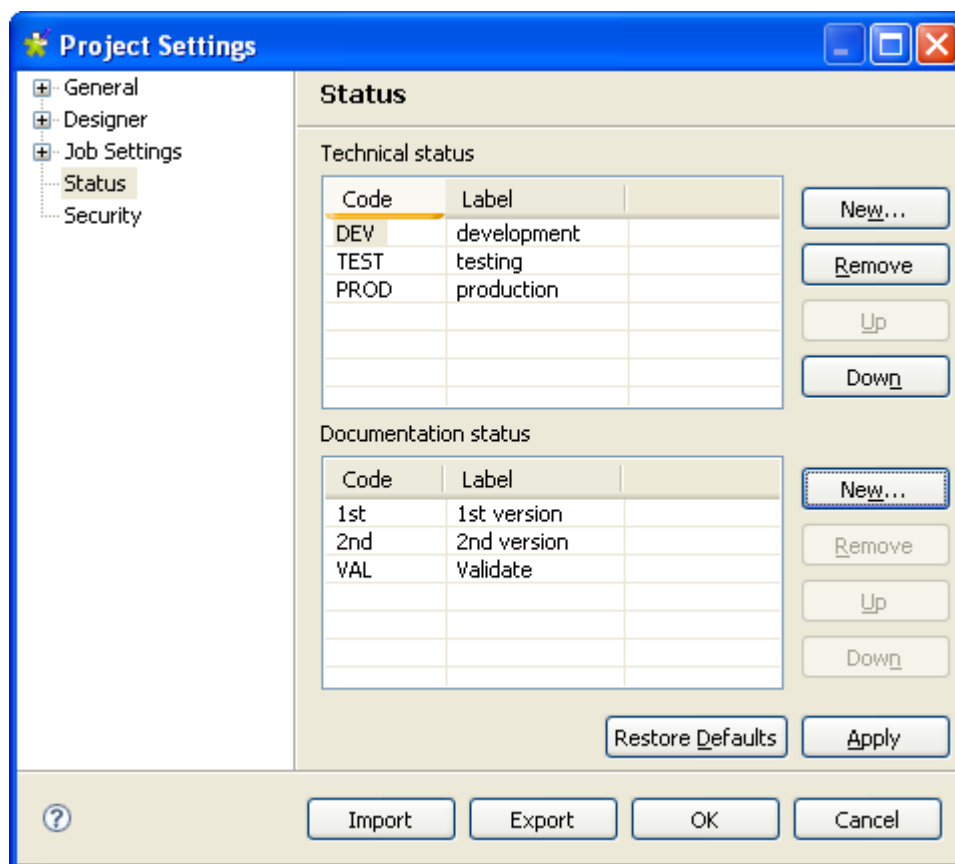 Project Settings
General
Designer
Job Settings
Status
Security
Status
Technical status
Code Label
DEV development
TEST testing
PROD production
New...
Remove
Up
Down
Documentation status
Code Label
1st 1st version
2nd 2nd version
VAL Validate
New...
Remove
Up
Down
Restore Defaults Apply
? Import Export OK Cancel